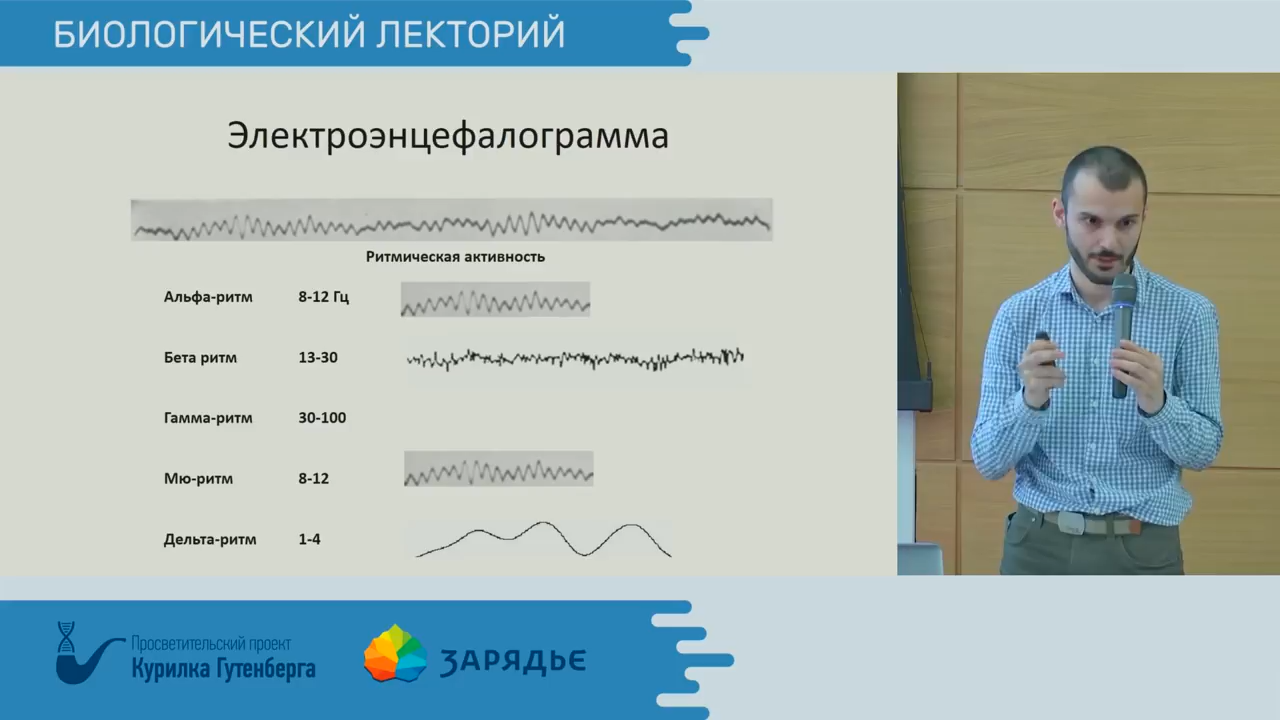 БИОЛОГИЧЕСКИЙ ЛЕКТОРИЙ
Электроэнцефалограмма
Ритмическая активность
Альфа-ритм 8-12 Гц
Бета ритм 13-30
Гамма-ритм 30-100
Мю-ритм 8-12
Дельта-ритм 1-4
Просветительский проект
Курилка Гутенберга
ЗАРЯДЬЕ